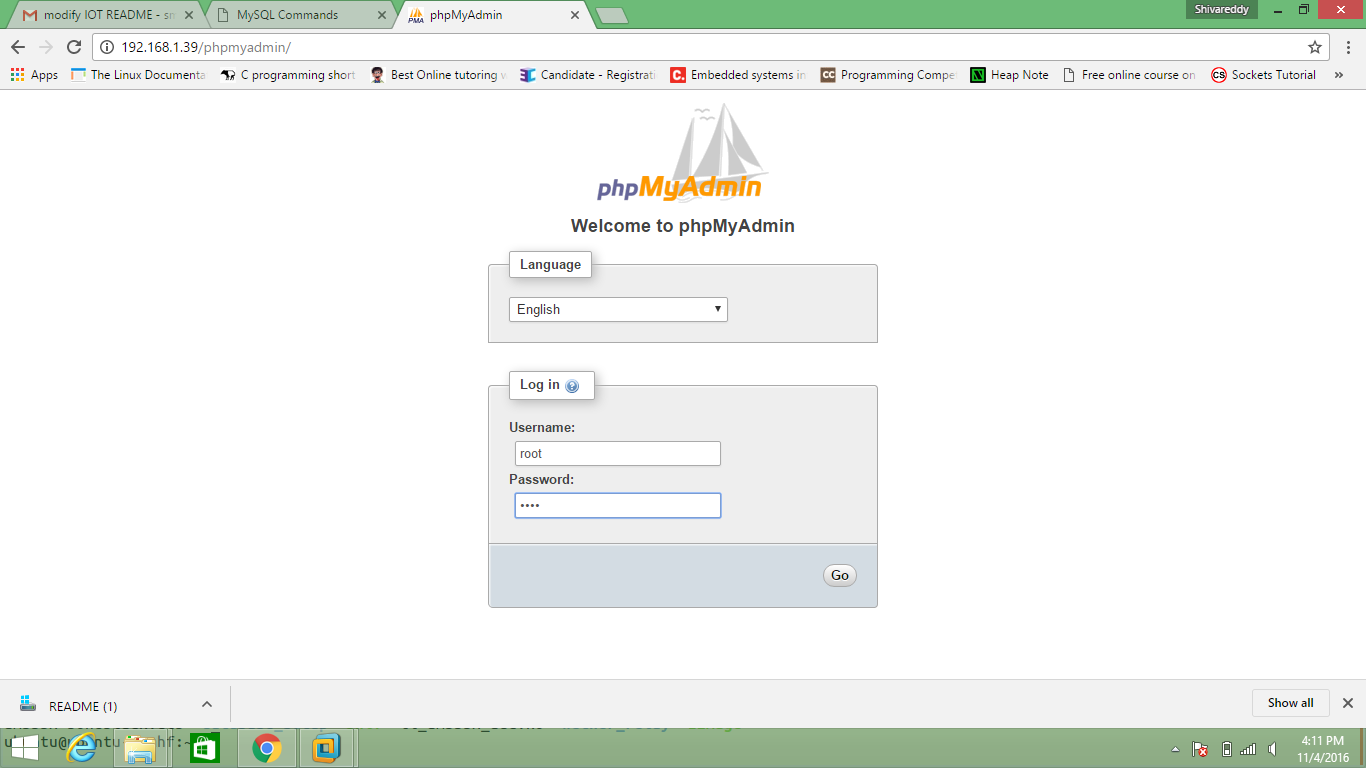 modify IOT README - sm
MySQL Commands
phpMyAdmin
Shivareddy
192.168.1.39/phpmyadmin/
Apps
The Linux Documenta
C programming short
Best Online tutoring w
Candidate - Registrati
Embedded systems in
Programming Compe
Heap Note
Free online course on
Sockets Tutorial
»
phpMyAdmin
Welcome to phpMyAdmin
Language
English
Log in
Username:
root
Password:
••••
Go
README (1)
Show all
4:11 PM
11/4/2016